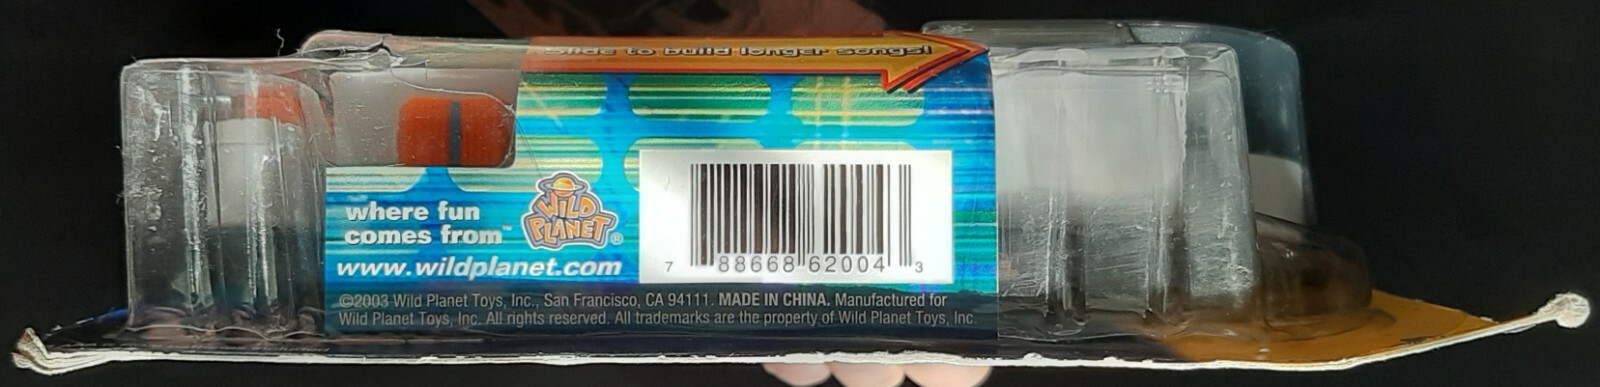 Slide to build longer songs!
where fun
comes from™
WILD
PLANET®
www.wildplanet.com
7 88668 62004 3
©2003 Wild Planet Toys, Inc., San Francisco, CA 94111. MADE IN CHINA. Manufactured for
Wild Planet Toys, Inc. All rights reserved. All trademarks are the property of Wild Planet Toys, Inc